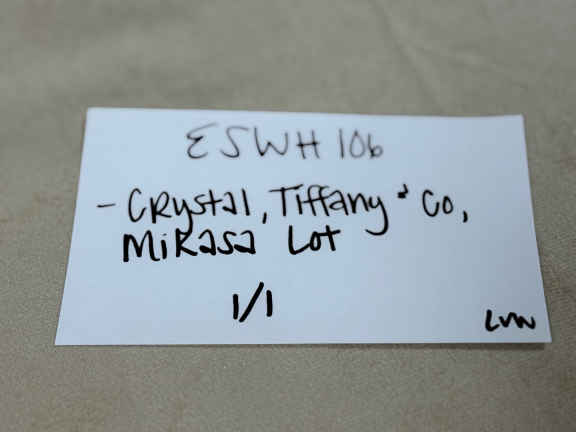 ESWH 106
- Crystal, Tiffany & Co,
Mikasa Lot
1/1
LVW